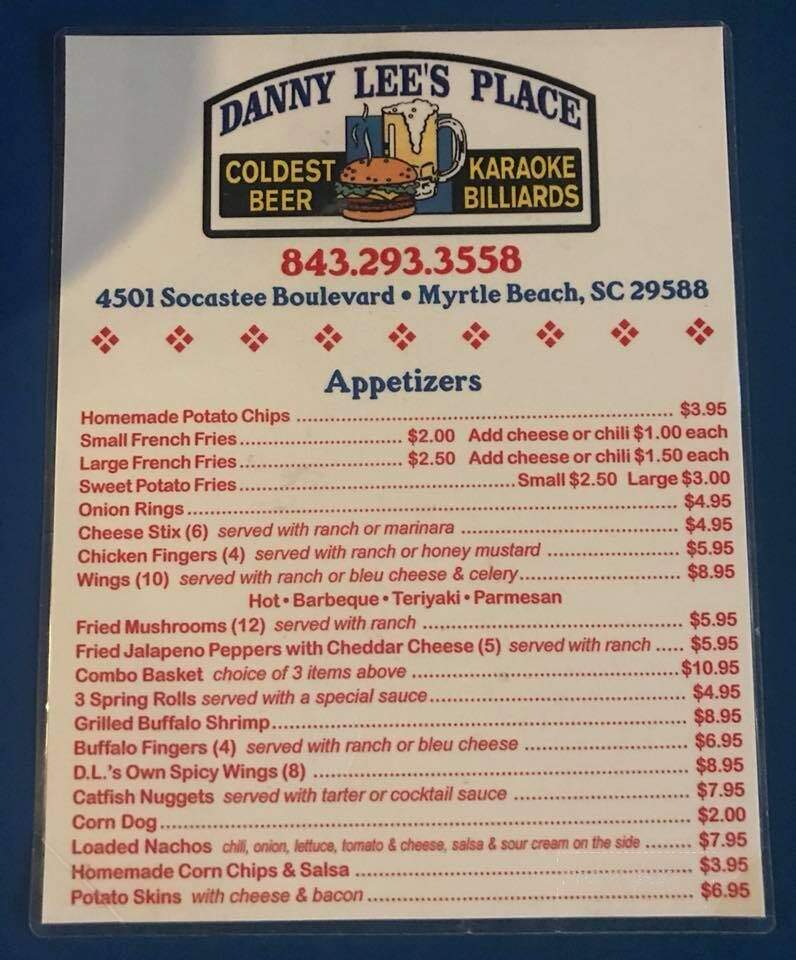 DANNY LEE'S PLACE
COLDEST BEER
KARAOKE BILLIARDS
843.293.3558
4501 Socastee Boulevard • Myrtle Beach, SC 29588
Appetizers
Homemade Potato Chips $3.95
Small French Fries $2.00 Add cheese or chili $1.00 each
Large French Fries $2.50 Add cheese or chili $1.50 each
Sweet Potato Fries Small $2.50 Large $3.00
Onion Rings $4.95
Cheese Stix (6) served with ranch or marinara $4.95
Chicken Fingers (4) served with ranch or honey mustard $5.95
Wings (10) served with ranch or bleu cheese & celery $8.95
Hot • Barbeque • Teriyaki • Parmesan
Fried Mushrooms (12) served with ranch $5.95
Fried Jalapeno Peppers with Cheddar Cheese (5) served with ranch $5.95
Combo Basket choice of 3 items above $10.95
3 Spring Rolls served with a special sauce $4.95
Grilled Buffalo Shrimp $8.95
Buffalo Fingers (4) served with ranch or bleu cheese $6.95
D.L.'s Own Spicy Wings (8) $8.95
Catfish Nuggets served with tarter or cocktail sauce $7.95
Corn Dog $2.00
Loaded Nachos chili, onion, lettuce, tomato & cheese, salsa & sour cream on the side $7.95
Homemade Corn Chips & Salsa $3.95
Potato Skins with cheese & bacon $6.95